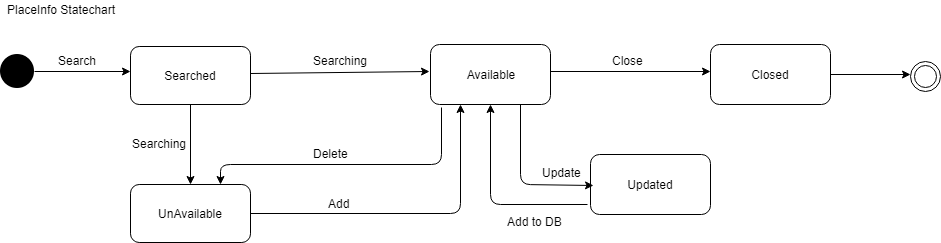 PlaceInfo Statechart
Search
Searched
Searching
Available
Close
Closed
Searching
Delete
Update
Updated
UnAvailable
Add
Add to DB